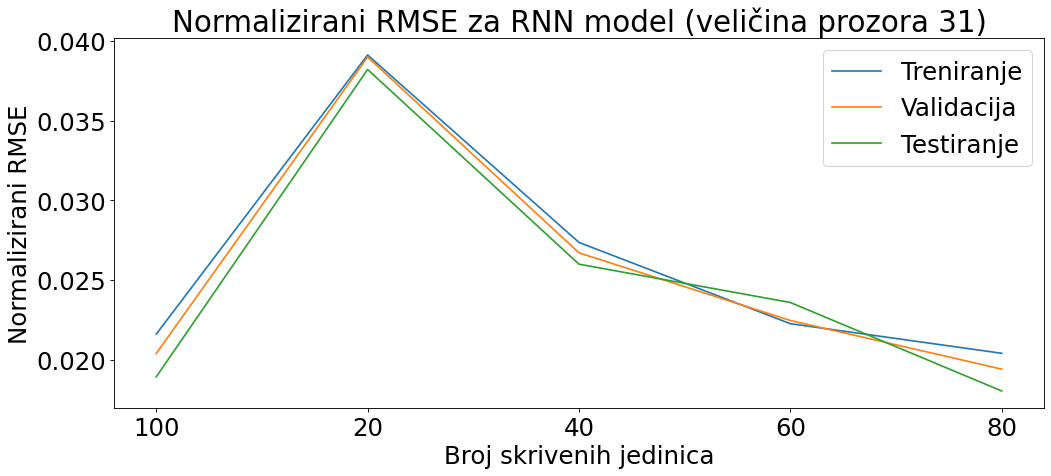 Normalizirani RMSE za RNN model (veličina prozora 31)
Normalizirani RMSE
0.040
0.035
0.030
0.025
0.020
Treniranje
Validacija
Testiranje
100 20 40 60 80
Broj skrivenih jedinica